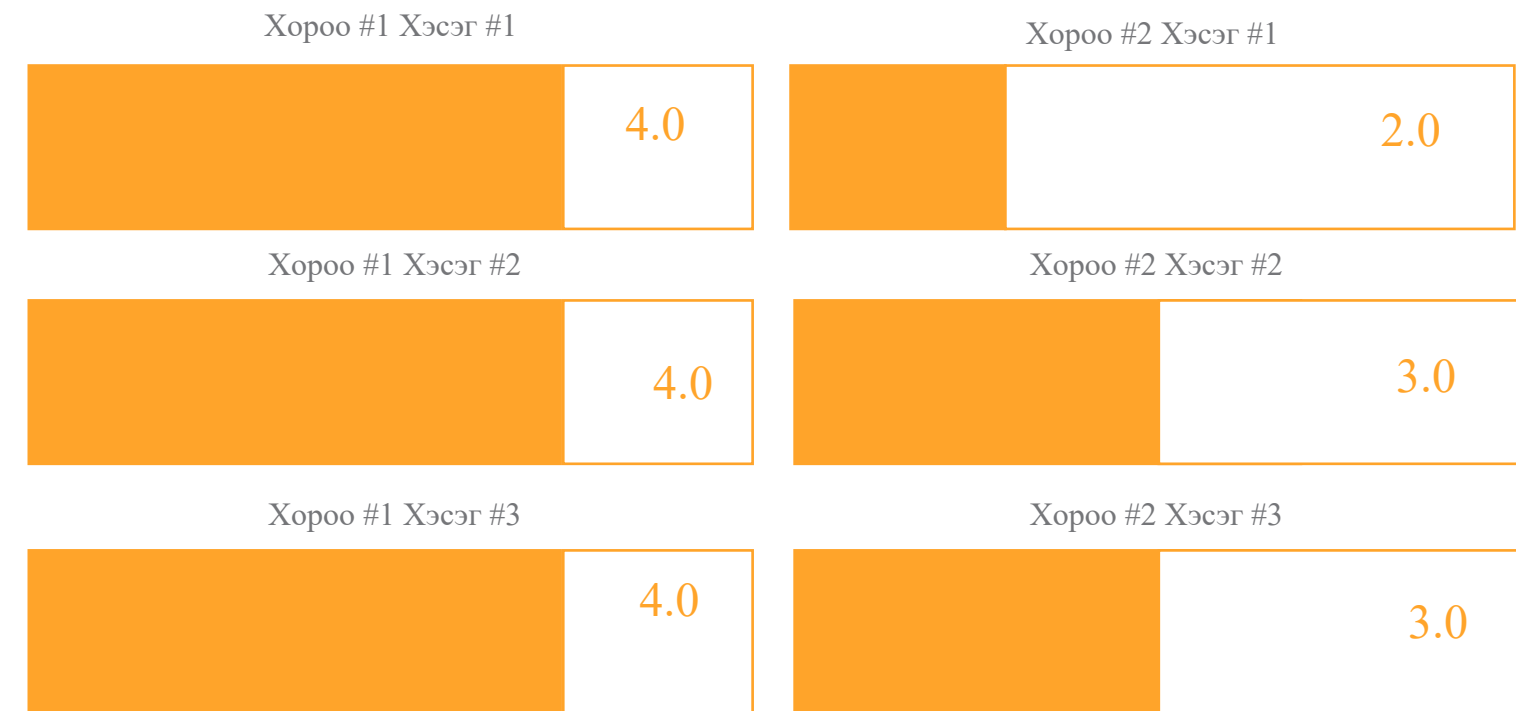 Хороо #1 Хэсэг #1
4.0
Хороо #2 Хэсэг #1
2.0
Хороо #1 Хэсэг #2
4.0
Хороо #2 Хэсэг #2
3.0
Хороо #1 Хэсэг #3
4.0
Хороо #2 Хэсэг #3
3.0